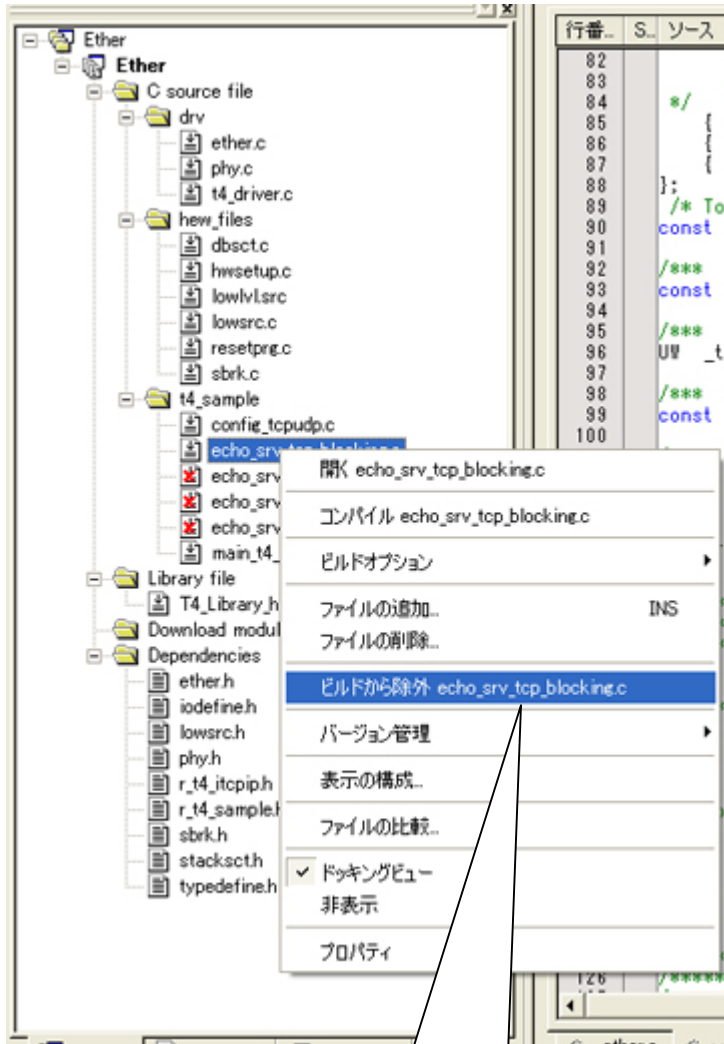 Ether
Ether
C source file
drv
ether.c
phy.c
t4_driver.c
hew_files
dbsct.c
hwsetup.c
lowlvl.src
lowsrc.c
resetprg.c
sbrk.c
t4_sample
config_tcpudp.c
echo_srv_tcp_blocking.c
echo_srv
echo_srv
echo_srv
main_t4_
Library file
T4_Library_h
Download modul
Dependencies
ether.h
iodefine.h
lowsrc.h
phy.h
r_t4_itcpip.h
r_t4_sample.h
sbrk.h
stacksct.h
typedefine.h
開く echo_srv_tcp_blocking.c
コンパイル echo_srv_tcp_blocking.c
ビルドオプション
ファイルの追加... INS
ファイルの削除...
ビルドから除外 echo_srv_tcp_blocking.c
バージョン管理
表示の構成...
ファイルの比較...
ドッキングビュー
非表示
プロパティ
行番... S... ソース
82
83
84 */
85
86
87
88 };
89 /* To
90 const
91
92 /***
93 const
94
95 /***
96 UW _t
97
98 /***
99 const
100
126 /*****